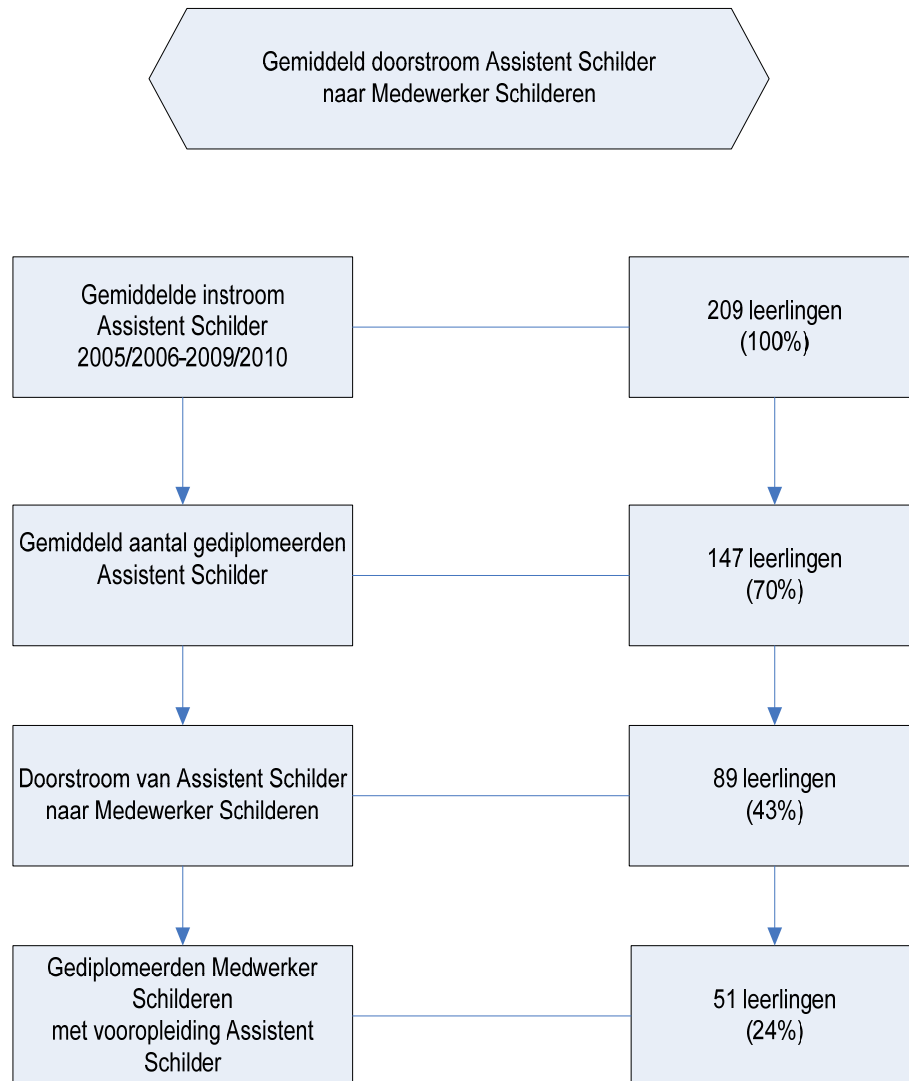 Gemiddeld doorstroom Assistent Schilder
naar Medewerker Schilderen
Gemiddelde instroom
Assistent Schilder
2005/2006-2009/2010
209 leerlingen
(100%)
Gemiddeld aantal gediplomeerden
Assistent Schilder
147 leerlingen
(70%)
Doorstroom van Assistent Schilder
naar Medewerker Schilderen
89 leerlingen
(43%)
Gediplomeerden Medwerker
Schilderen
met vooropleiding Assistent
Schilder
51 leerlingen
(24%)